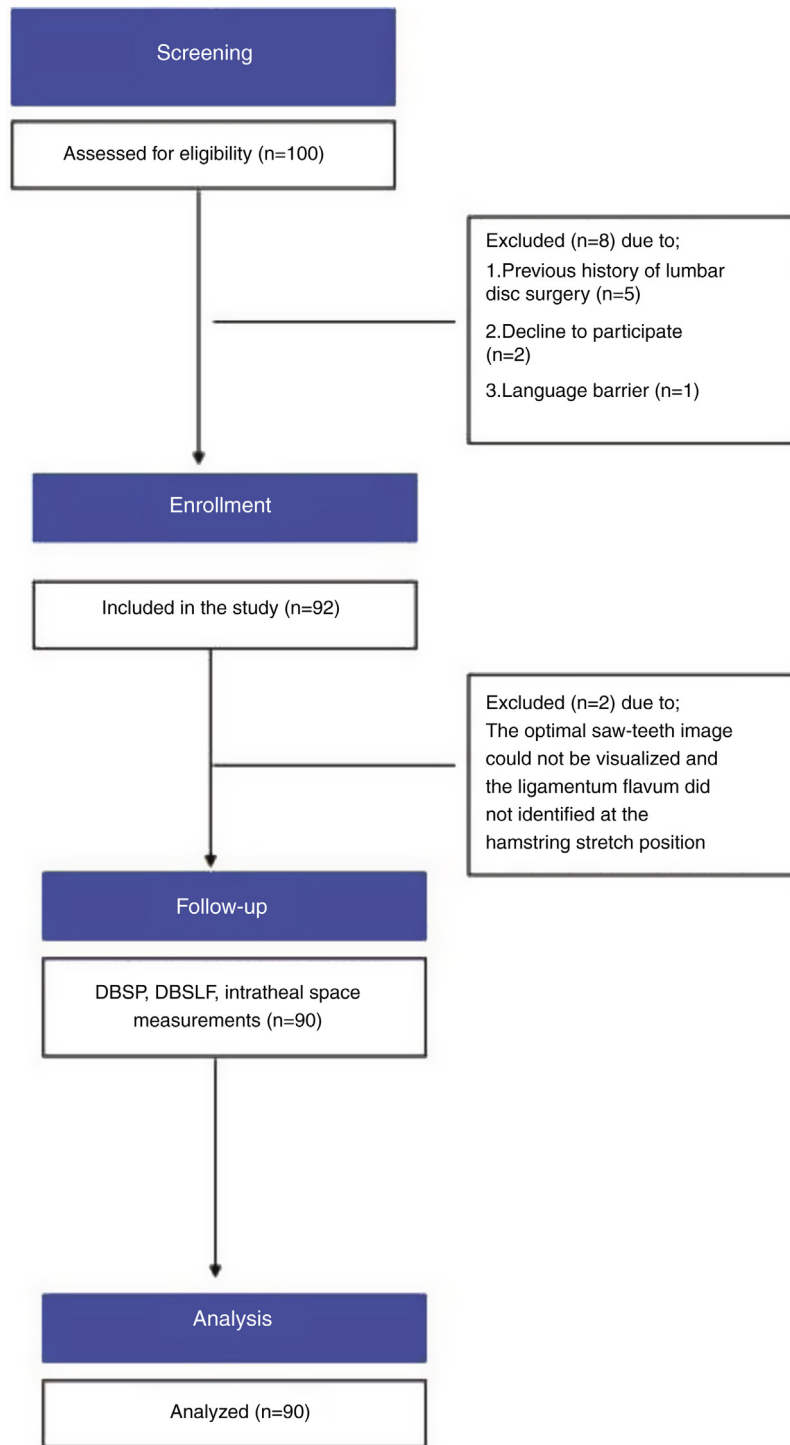 Screening
Assessed for eligibility (n=100)
Excluded (n=8) due to;
1.Previous history of lumbar
disc surgery (n=5)
2.Decline to participate
(n=2)
3.Language barrier (n=1)
Enrollment
Included in the study (n=92)
Excluded (n=2) due to;
The optimal saw-teeth image
could not be visualized and
the ligamentum flavum did
not identified at the
hamstring stretch position
Follow-up
DBSP, DBSLF, intratheal space
measurements (n=90)
Analysis
Analyzed (n=90)